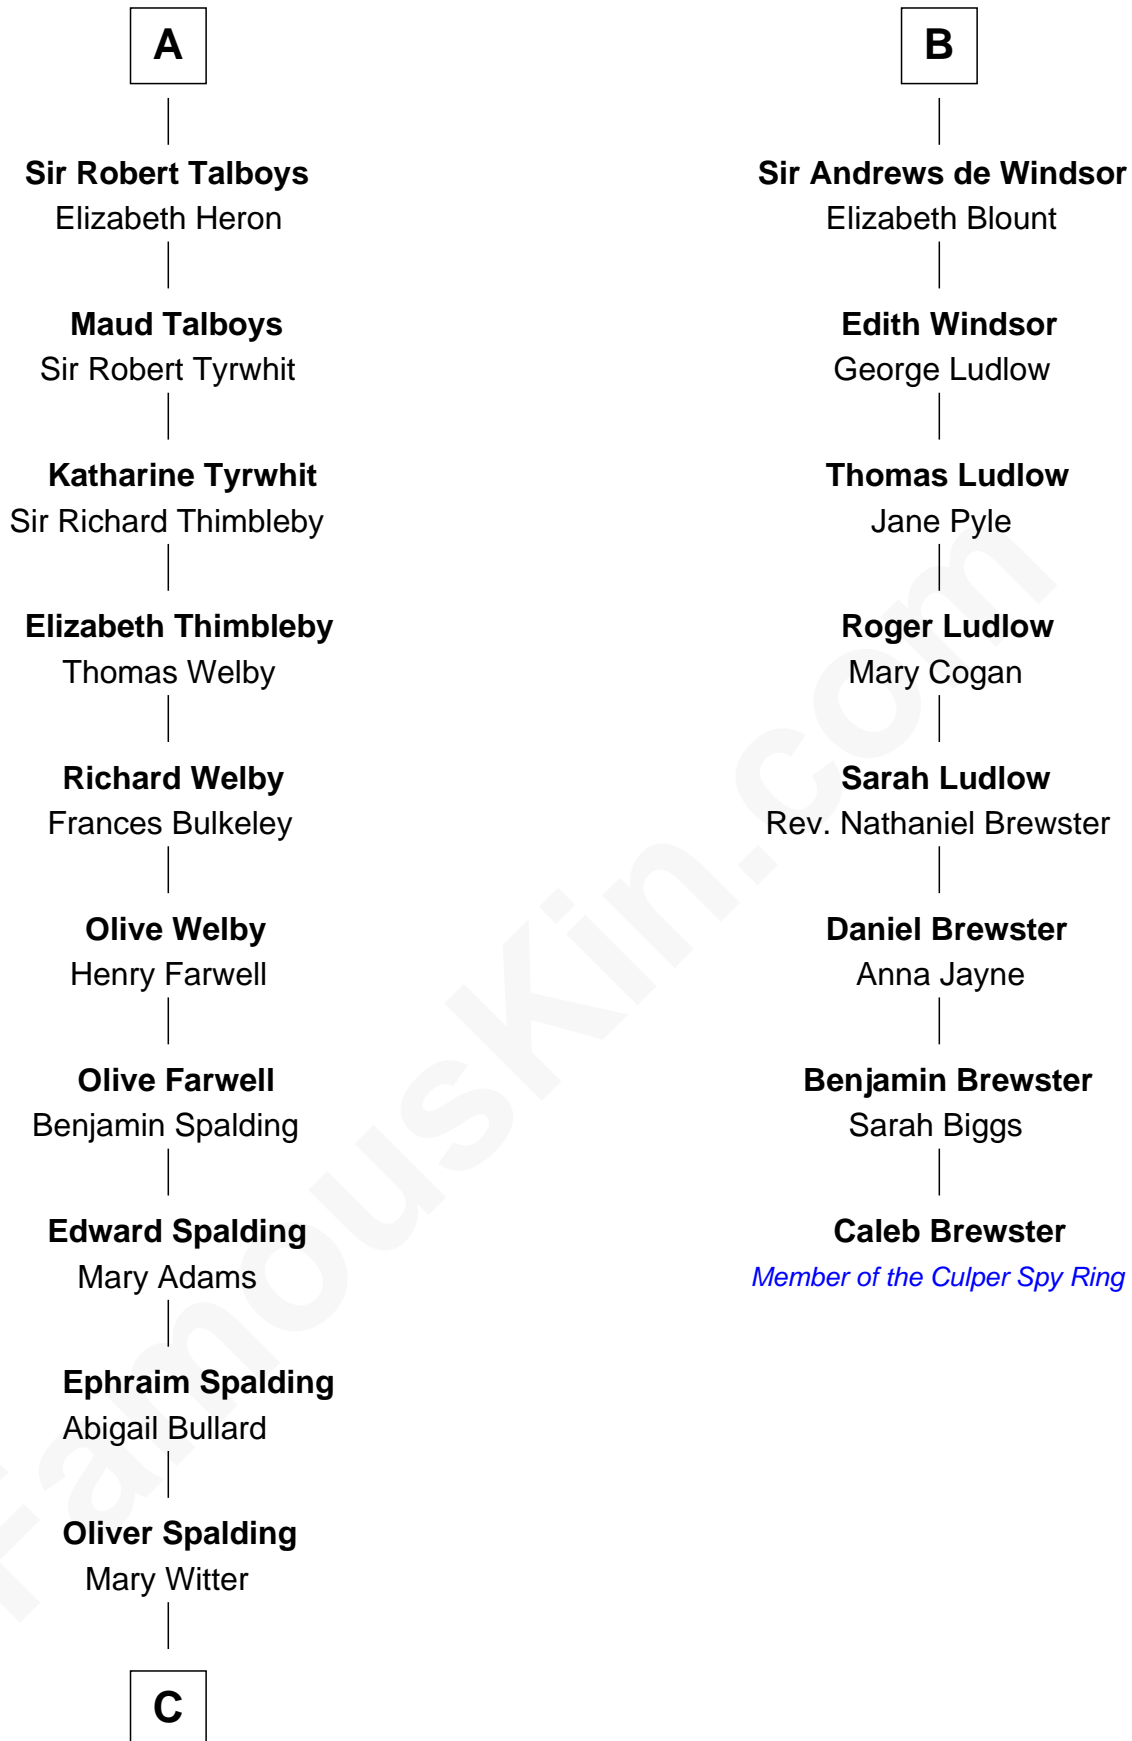 A
Sir Robert Talboys
Elizabeth Heron
Maud Talboys
Sir Robert Tyrwhit
Katharine Tyrwhit
Sir Richard Thimbleby
Elizabeth Thimbleby
Thomas Welby
Richard Welby
Frances Bulkeley
Olive Welby
Henry Farwell
Olive Farwell
Benjamin Spalding
Edward Spalding
Mary Adams
Ephraim Spalding
Abigail Bullard
Oliver Spalding
Mary Witter
C
B
Sir Andrews de Windsor
Elizabeth Blount
Edith Windsor
George Ludlow
Thomas Ludlow
Jane Pyle
Roger Ludlow
Mary Cogan
Sarah Ludlow
Rev. Nathaniel Brewster
Daniel Brewster
Anna Jayne
Benjamin Brewster
Sarah Biggs
Caleb Brewster
Member of the Culper Spy Ring
FamousKin.com